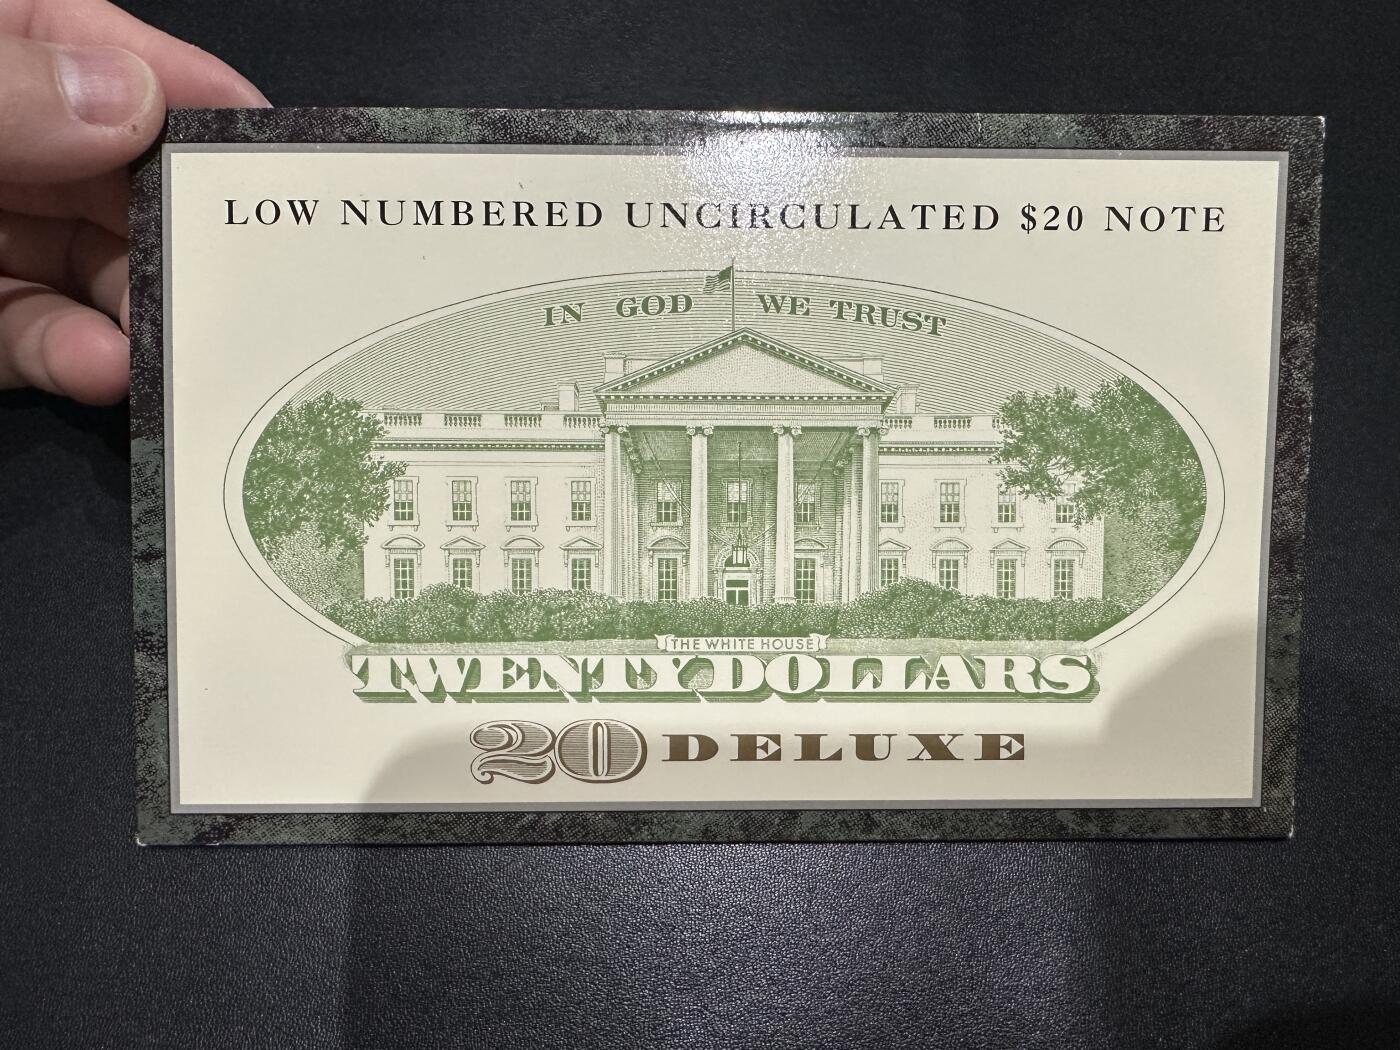 LOW NUMBERED UNCIRCULATED $20 NOTE
IN GOD WE TRUST
THE WHITE HOUSE
TWENTY DOLLARS
20 DELUXE